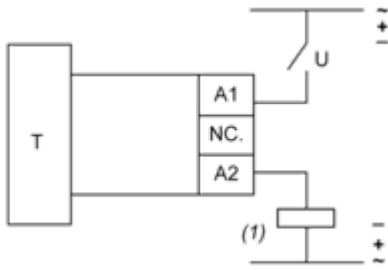 ~
+
–
U
A1
T
NC.
A2
(1)
–
+
~